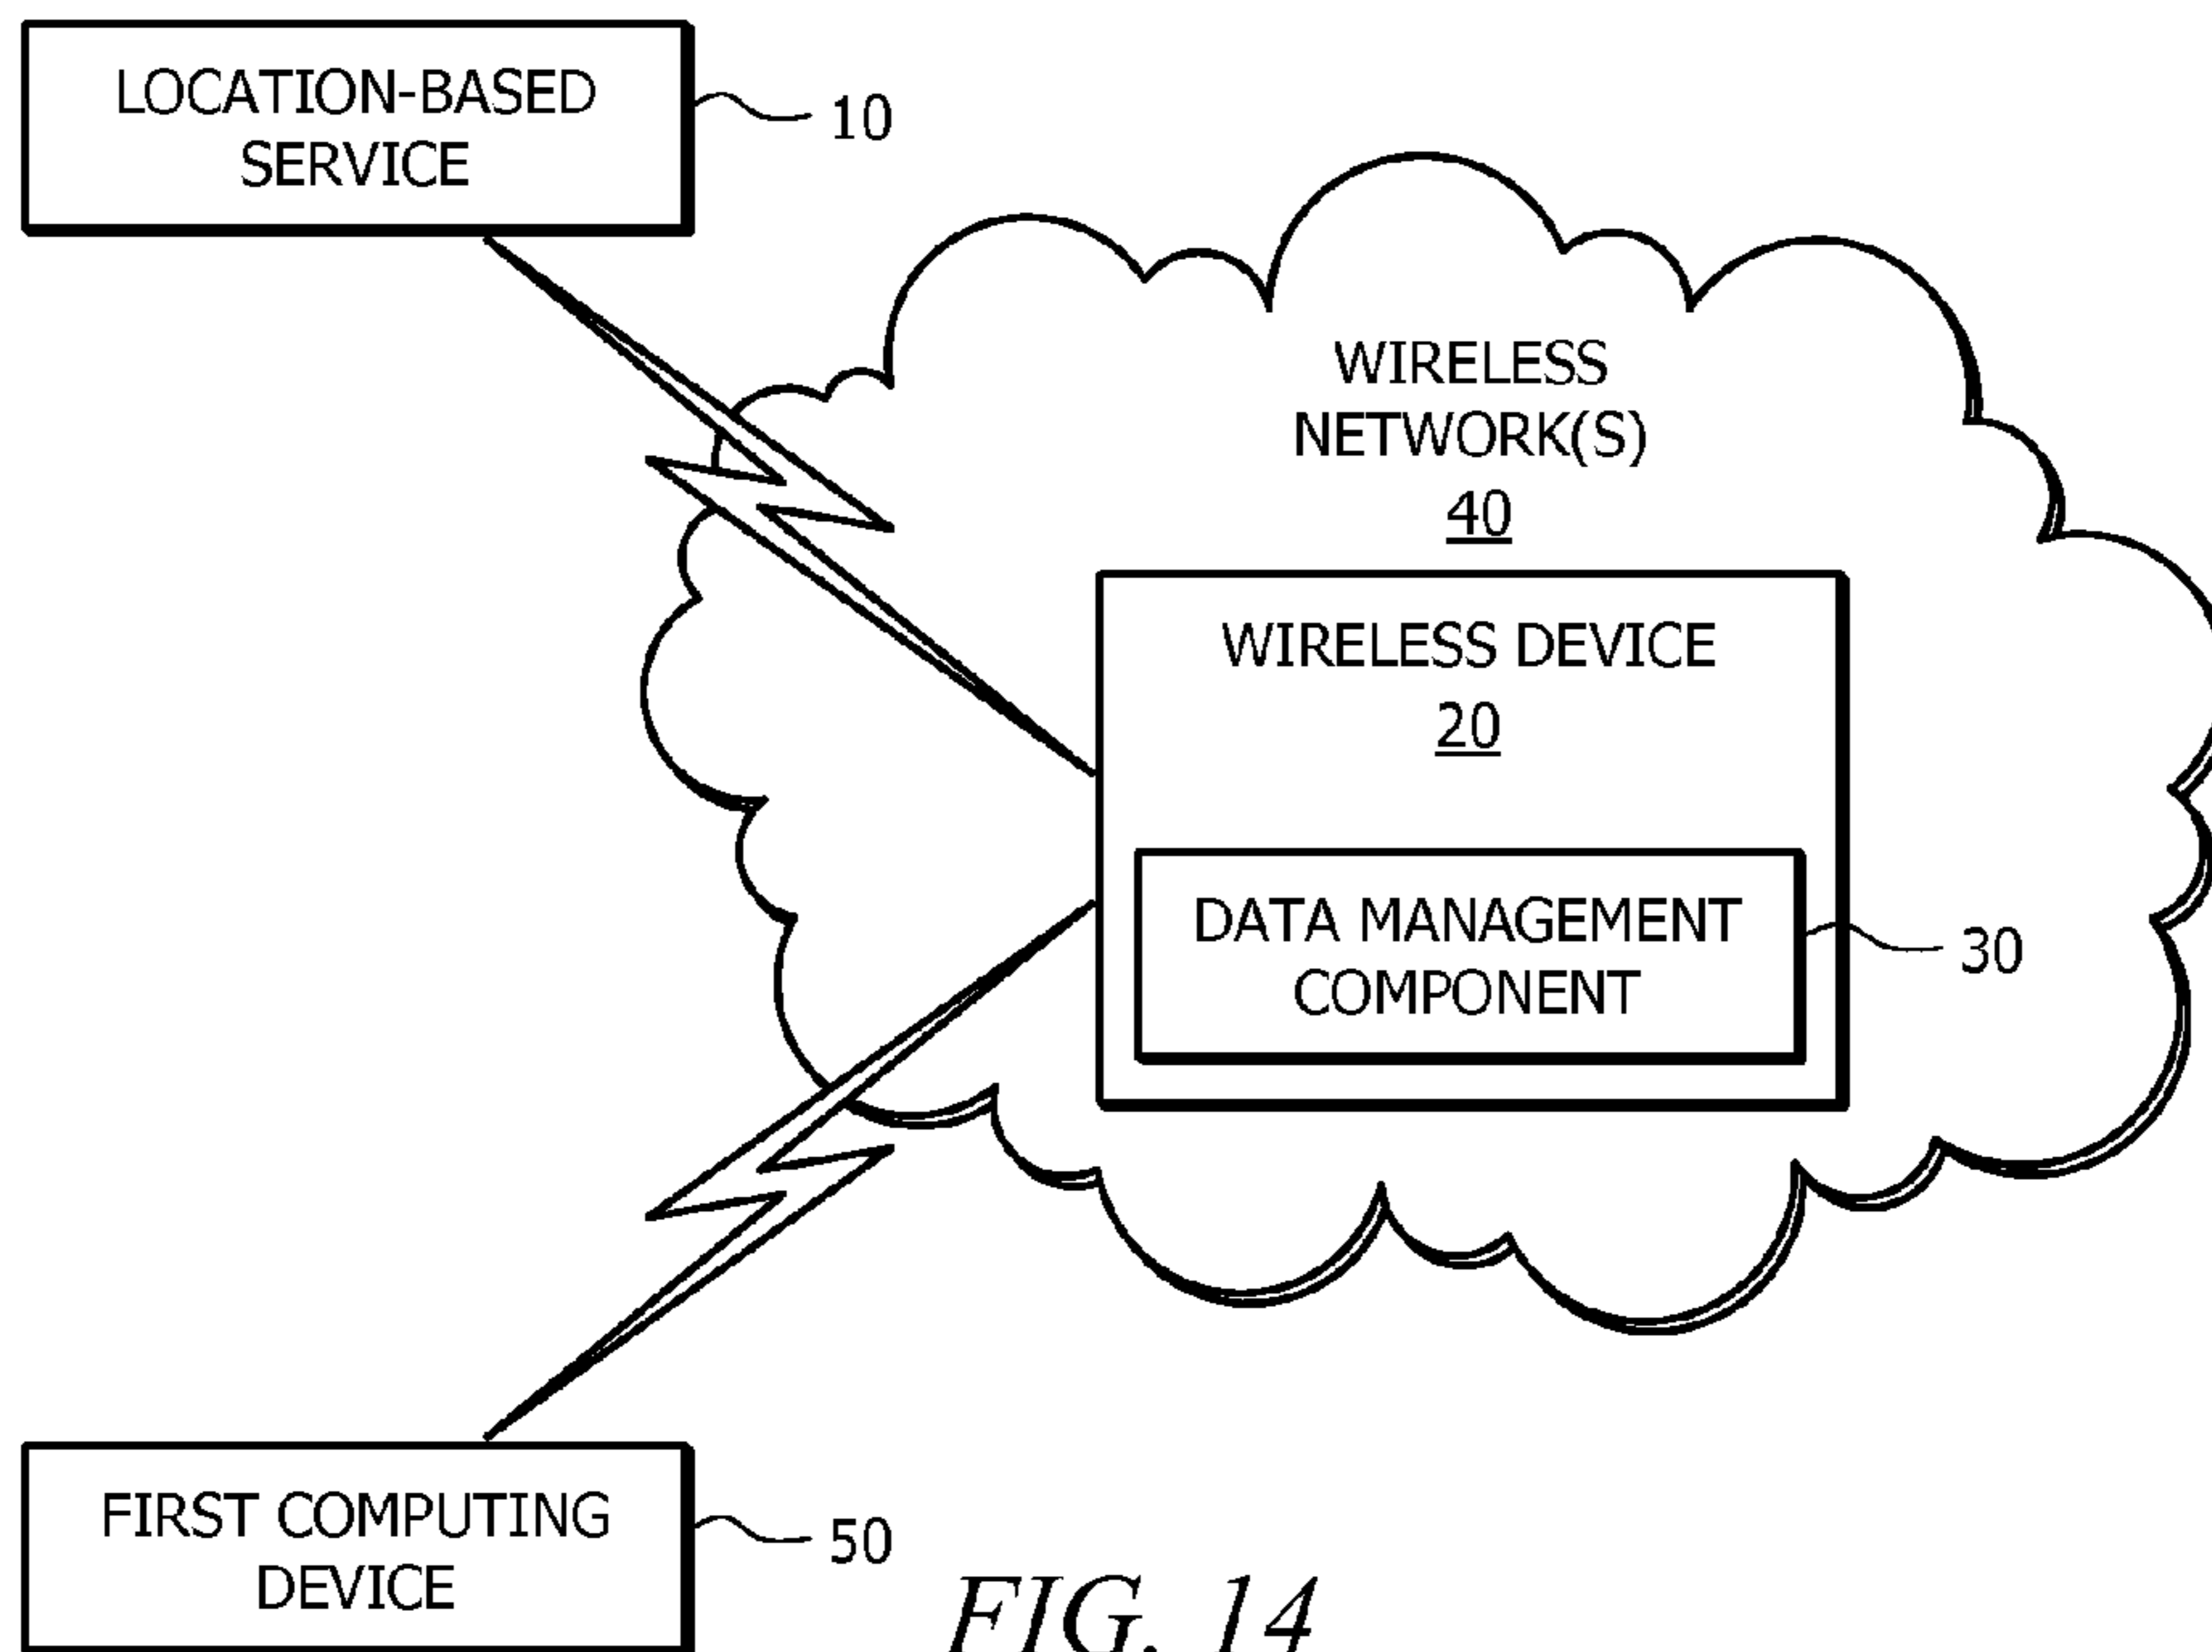 LOCATION-BASED
SERVICE
10
WIRELESS
NETWORK(S)
40
WIRELESS DEVICE
20
DATA MANAGEMENT
COMPONENT
30
FIRST COMPUTING
DEVICE
50
FIG. 14